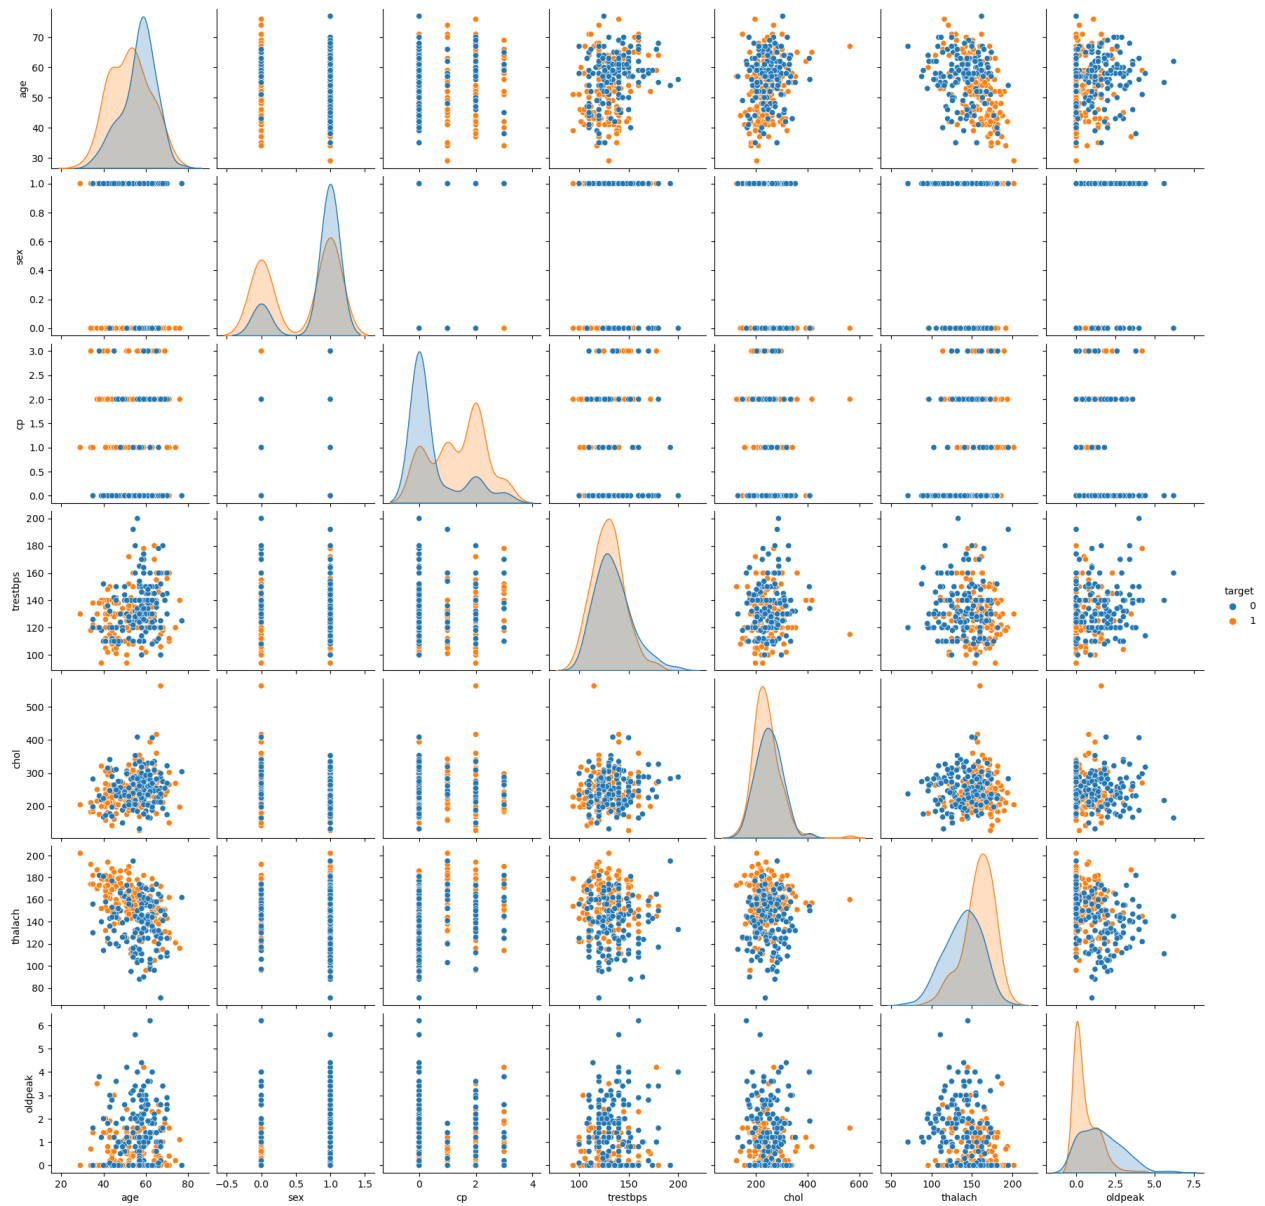 70
60
50
40
30
age
1.0
0.8
0.6
0.4
0.2
0.0
sex
3.0
2.5
2.0
1.5
1.0
0.5
0.0
cp
200
180
160
140
120
100
trestbps
target
0
1
500
400
300
200
chol
200
180
160
140
120
100
80
thalach
6
5
4
3
2
1
0
oldpeak
20 40 60 80
−0.5 0.0 0.5 1.0 1.5
0 2 4
100 150 200
200 400 600
50 100 150 200
0.0 2.5 5.0 7.5
age sex cp trestbps chol thalach oldpeak